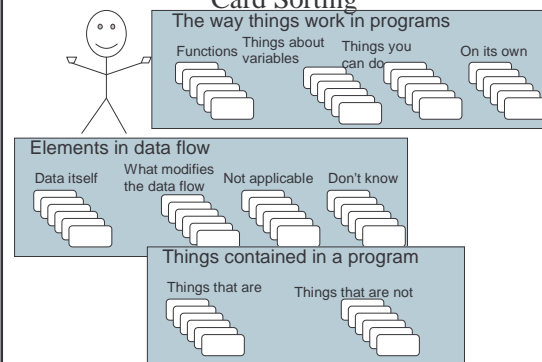 Card Sorting
The way things work in programs
Functions
Things about
variables
Things you
can do
On its own
Elements in data flow
Data itself
What modifies
the data flow
Not applicable
Don't know
Things contained in a program
Things that are
Things that are not